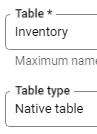 Table *
Inventory
Maximum name
Table type
Native table